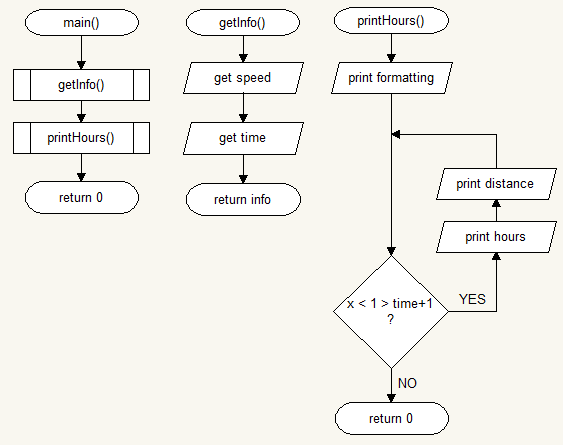 main()
getInfo()
printHours()
return 0
getInfo()
get speed
get time
return info
printHours()
print formatting
print distance
print hours
x < 1 > time+1
?
YES
NO
return 0